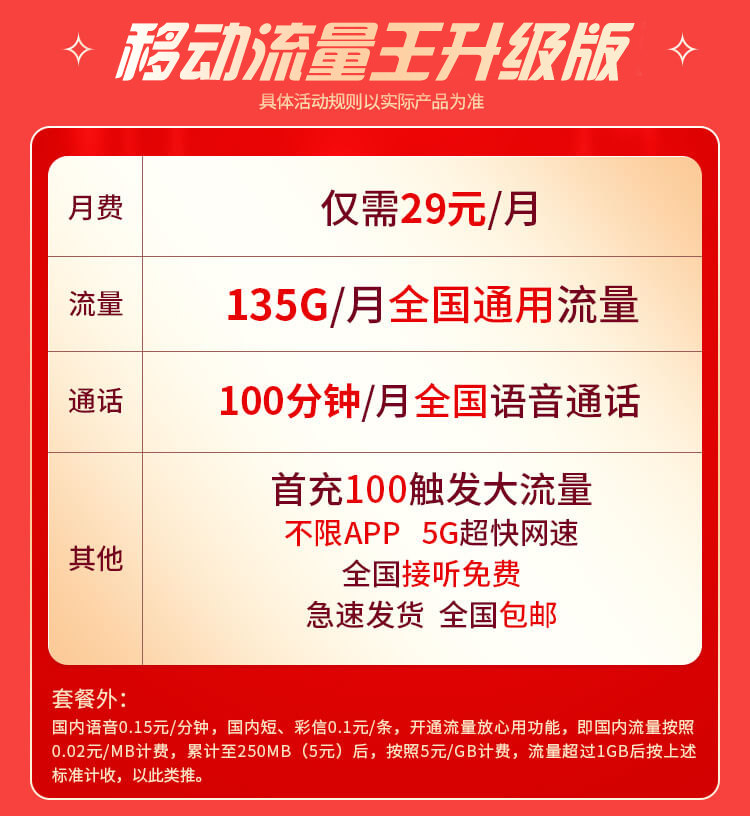 移动流量王升级版
具体活动规则以实际产品为准
月费
仅需29元/月
流量
135G/月全国通用流量
通话
100分钟/月全国语音通话
其他
首充100触发大流量
不限APP 5G超快网速
全国接听免费
急速发货 全国包邮
套餐外：
国内语音0.15元/分钟，国内短、彩信0.1元/条，开通流量放心用功能，即国内流量按照
0.02元/MB计费，累计至250MB（5元）后，按照5元/GB计费，流量超过1GB后按上述
标准计收，以此类推。